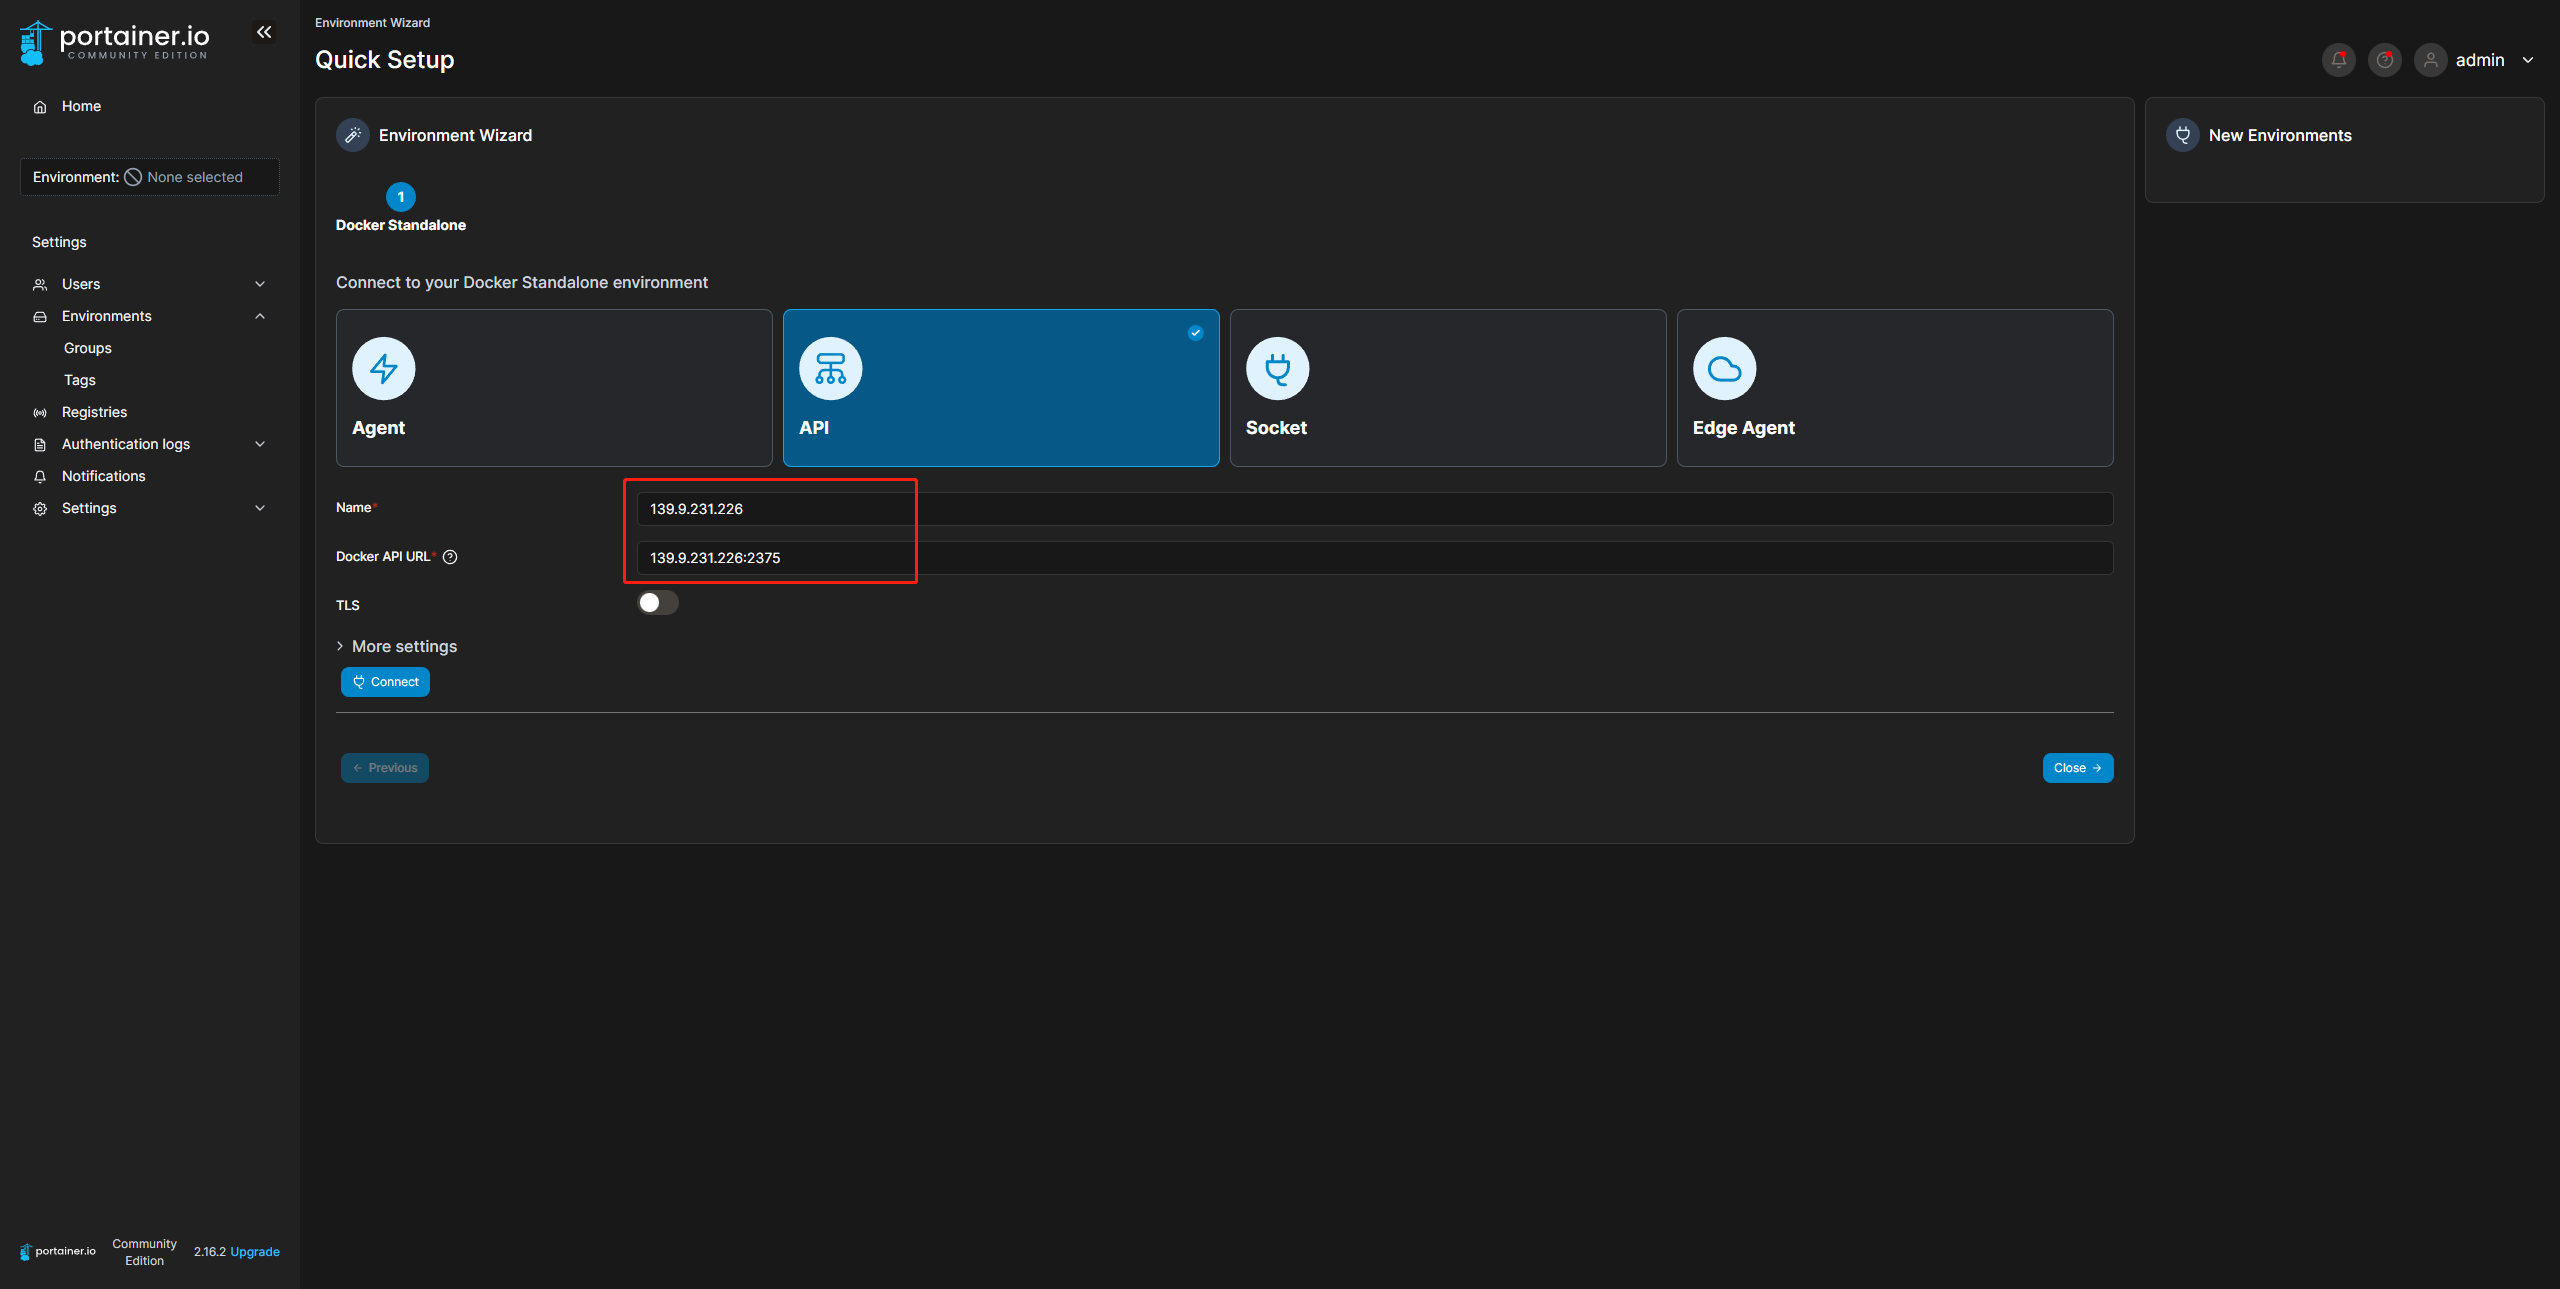 portainer.io
COMMUNITY EDITION
Home
Environment: None selected
Settings
Users
Environments
Groups
Tags
Registries
Authentication logs
Notifications
Settings
portainer.io
Community Edition
2.16.2 Upgrade
Environment Wizard
Quick Setup
admin
Environment Wizard
1
Docker Standalone
Connect to your Docker Standalone environment
Agent
API
Socket
Edge Agent
Name*
139.9.231.226
Docker API URL*
139.9.231.226:2375
TLS
More settings
Connect
Previous
Close
New Environments